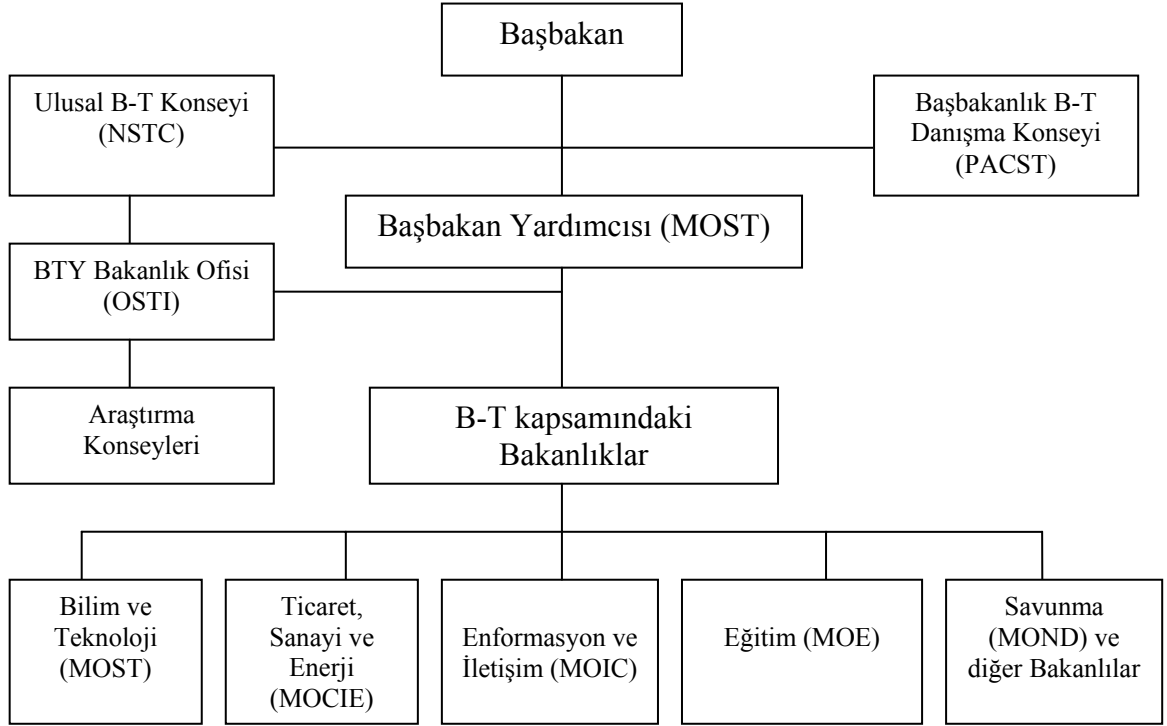 Başbakan
Ulusal B-T Konseyi
(NSTC)
Başbakanlık B-T
Danışma Konseyi
(PACST)
Başbakan Yardımcısı (MOST)
BTY Bakanlık Ofisi
(OSTI)
Araştırma
Konseyleri
B-T kapsamındaki
Bakanlıklar
Bilim ve
Teknoloji
(MOST)
Ticaret,
Sanayi ve
Enerji
(MOCIE)
Enformasyon ve
İletişim (MOIC)
Eğitim (MOE)
Savunma
(MOND) ve
diğer Bakanlılar